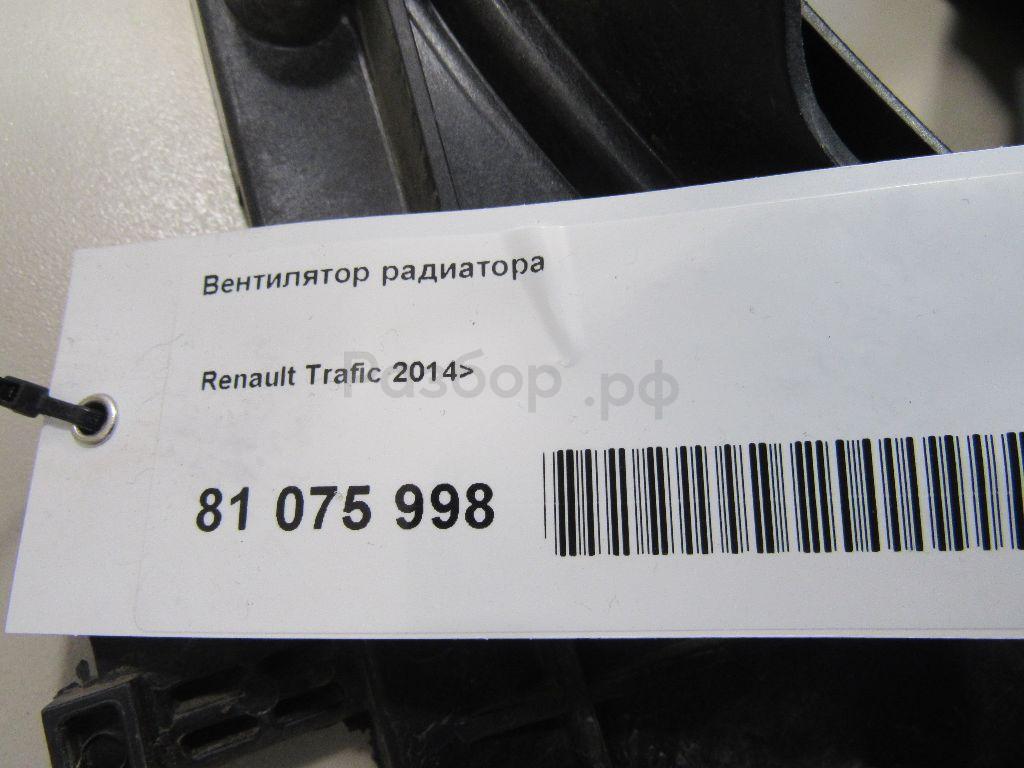 Вентилятор радиатора
Renault Trafic 2014>
Разбор.рф
81 075 998